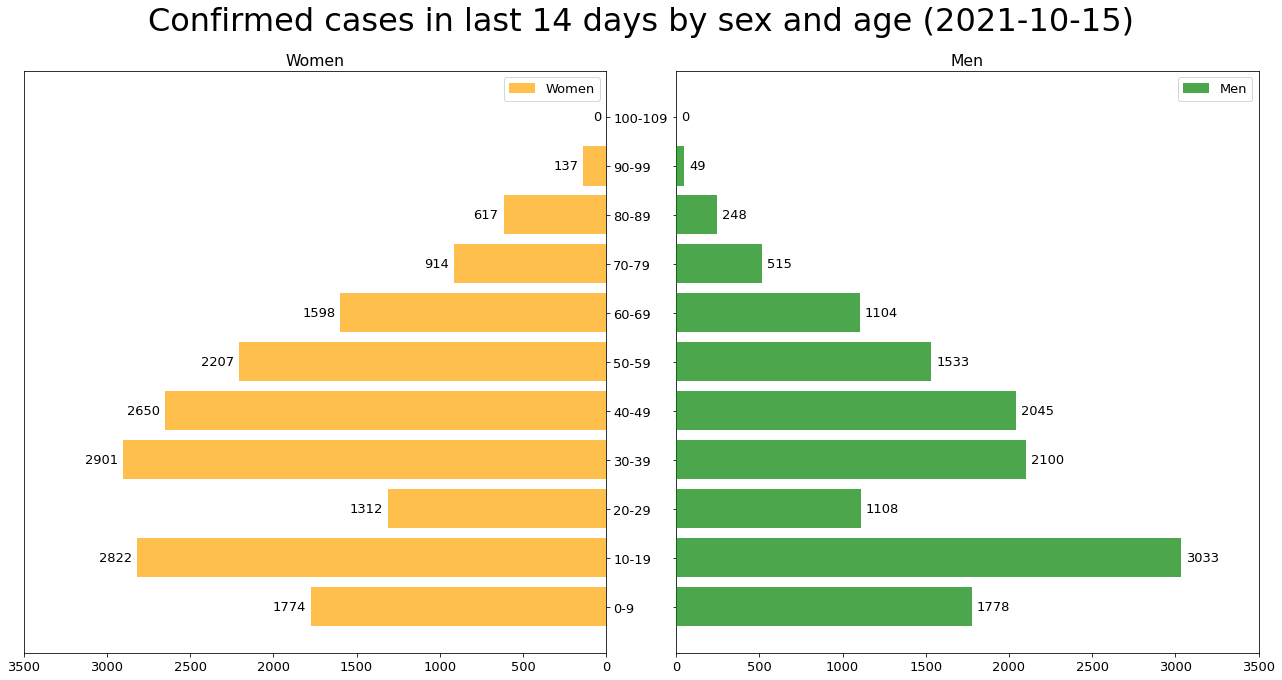 Confirmed cases in last 14 days by sex and age (2021-10-15)
Women Men
Women Men
0 100-109 0
137 90-99 49
617 80-89 248
914 70-79 515
1598 60-69 1104
2207 50-59 1533
2650 40-49 2045
2901 30-39 2100
1312 20-29 1108
2822 10-19 3033
1774 0-9 1778
3500 3000 2500 2000 1500 1000 500 0 0 500 1000 1500 2000 2500 3000 3500